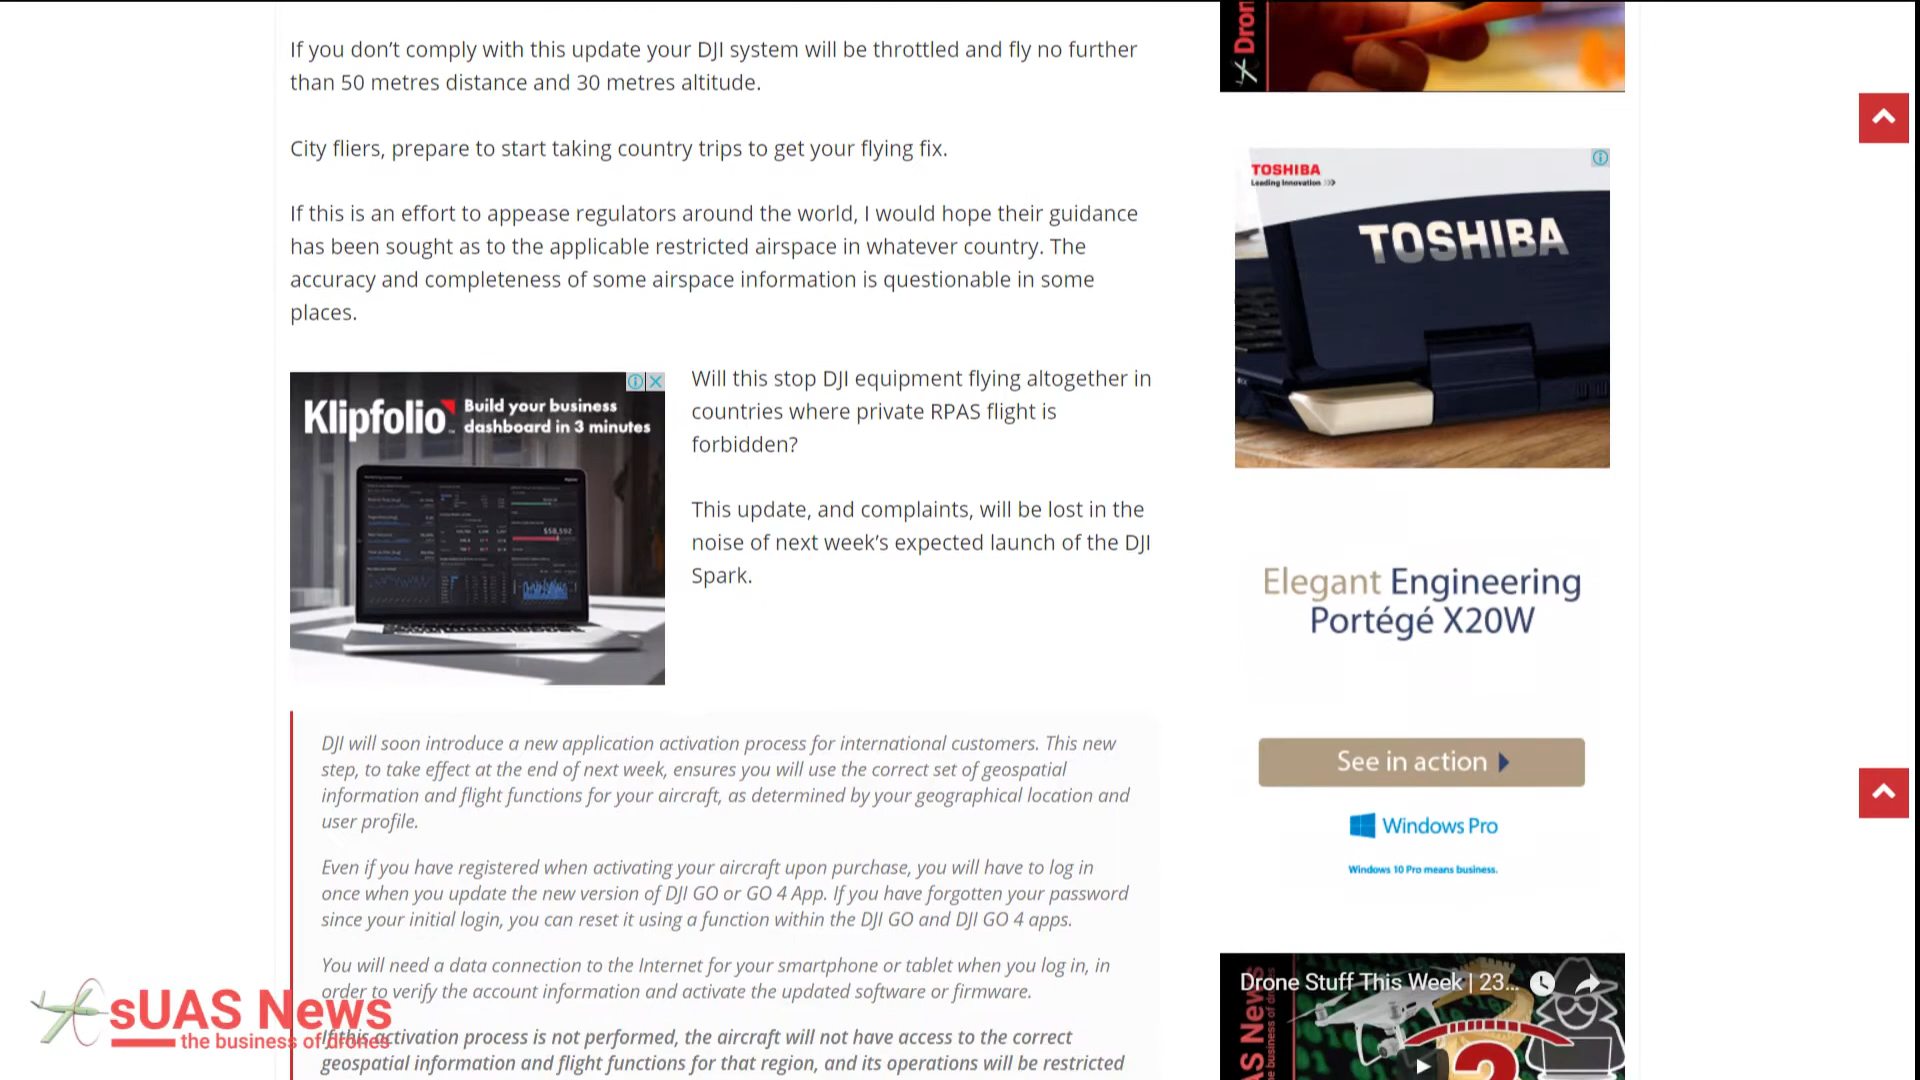 If you don’t comply with this update your DJI system will be throttled and fly no further
than 50 metres distance and 30 metres altitude.
City fliers, prepare to start taking country trips to get your flying fix.
If this is an effort to appease regulators around the world, I would hope their guidance
has been sought as to the applicable restricted airspace in whatever country. The
accuracy and completeness of some airspace information is questionable in some
places.
Klipfolio
Build your business
dashboard in 3 minutes
$58,592
Will this stop DJI equipment flying altogether in
countries where private RPAS flight is
forbidden?
This update, and complaints, will be lost in the
noise of next week’s expected launch of the DJI
Spark.
DJI will soon introduce a new application activation process for international customers. This new
step, to take effect at the end of next week, ensures you will use the correct set of geospatial
information and flight functions for your aircraft, as determined by your geographical location and
user profile.
Even if you have registered when activating your aircraft upon purchase, you will have to log in
once when you update the new version of DJI GO or GO 4 App. If you have forgotten your password
since your initial login, you can reset it using a function within the DJI GO and DJI GO 4 apps.
You will need a data connection to the Internet for your smartphone or tablet when you log in, in
order to verify the account information and activate the updated software or firmware.
If this activation process is not performed, the aircraft will not have access to the correct
geospatial information and flight functions for that region, and its operations will be restricted
sUAS News
the business of drones
Dron
TOSHIBA
Leading Innovation >>>
TOSHIBA
Elegant Engineering
Portégé X20W
See in action
Windows Pro
Windows 10 Pro means business.
Drone Stuff This Week | 23...
AS News
e business of dr